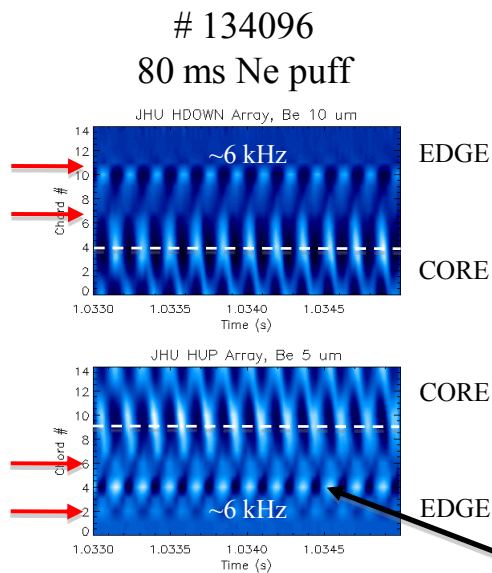 # 134096
80 ms Ne puff
JHU HDOWN Array, Be 10 um
14
12
10
8
6
4
2
0
Chord #
~6 kHz
EDGE
CORE
1.0330
1.0335
1.0340
1.0345
Time (s)
JHU HUP Array, Be 5 um
14
12
10
8
6
4
2
0
Chord #
~6 kHz
CORE
EDGE
1.0330
1.0335
1.0340
1.0345
Time (s)